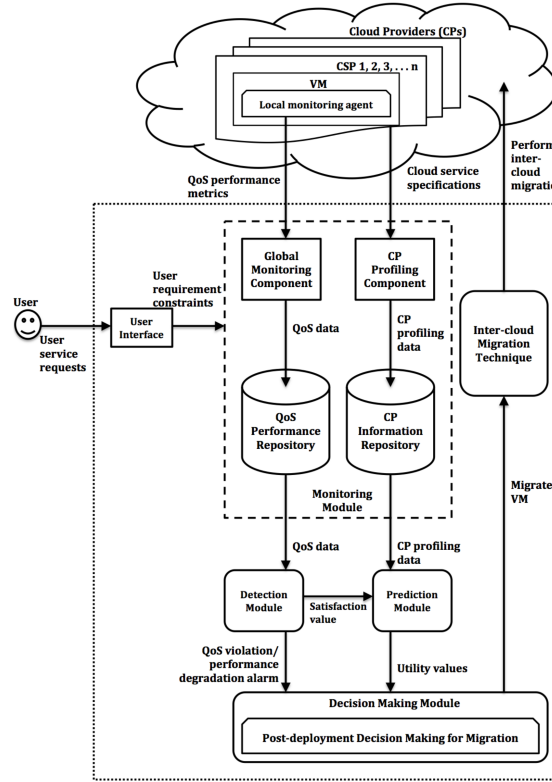 Cloud Providers (CPs)
CSP 1, 2, 3, . . . n
VM
Local monitoring agent
QoS performance
metrics
Cloud service
specifications
Perform
inter-
cloud
migration
Global
Monitoring
Component
CP
Profiling
Component
User
requirement
constraints
User
User
Interface
User
service
requests
QoS data
CP
profiling
data
Inter-cloud
Migration
Technique
QoS
Performance
Repository
CP
Information
Repository
Monitoring
Module
Migrate
VM
QoS data
CP profiling
data
Detection
Module
Satisfaction
value
Prediction
Module
QoS violation/
performance
degradation alarm
Utility values
Decision Making Module
Post-deployment Decision Making for Migration